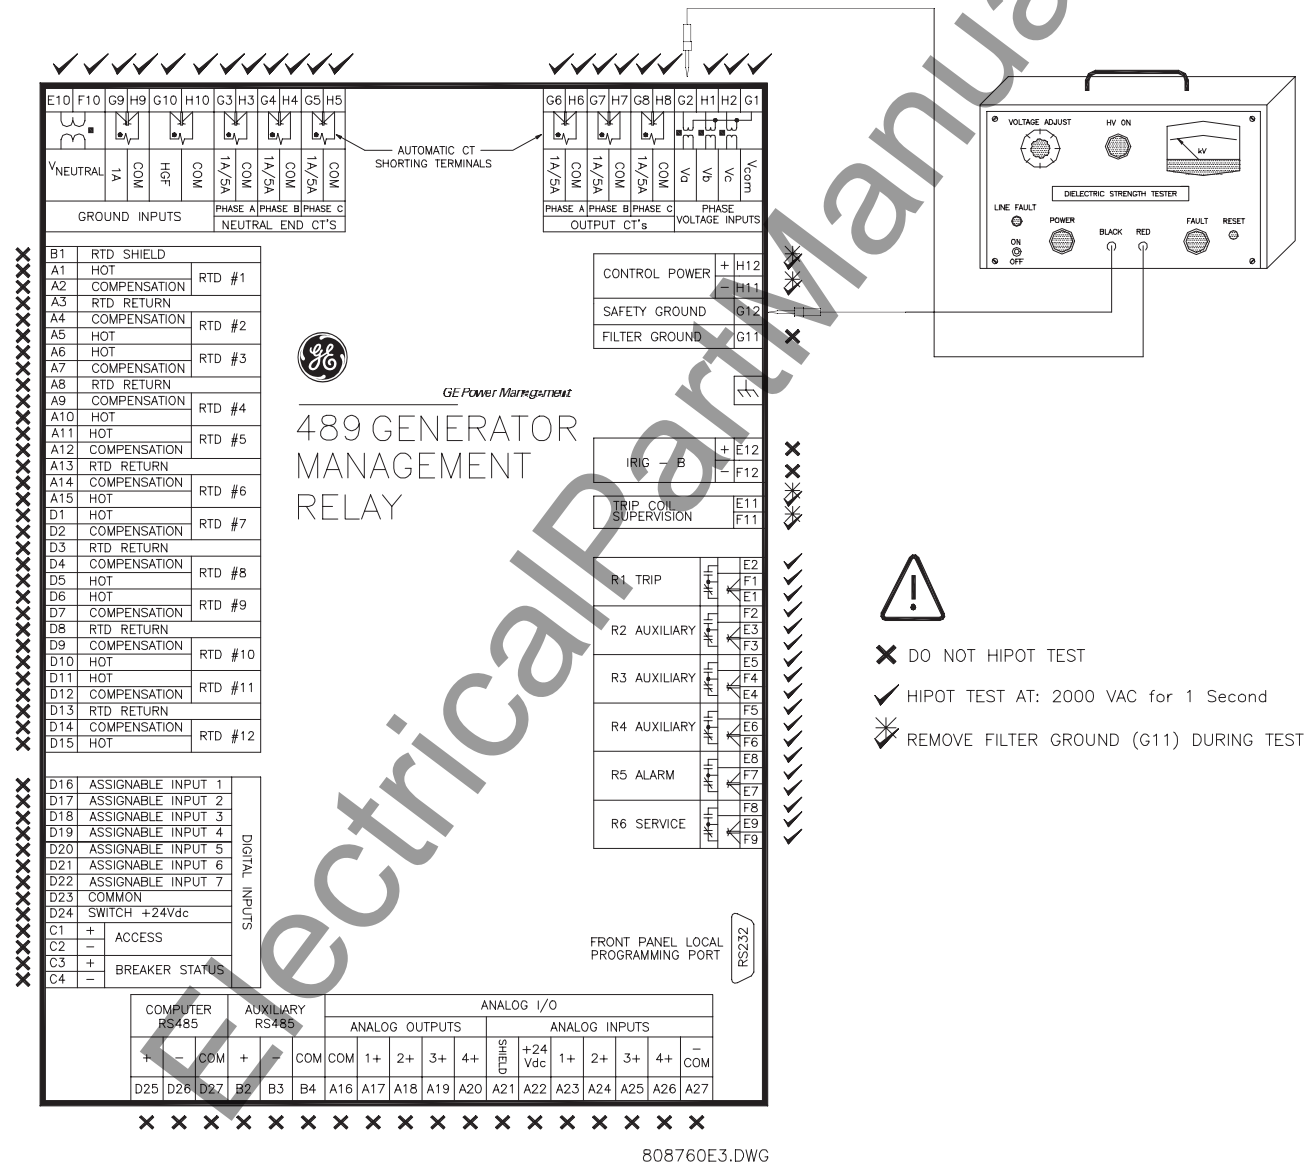 E10 F10 G9 H9 G10 H10 G3 H3 G4 H4 G5 H5
G6 H6 G7 H7 G8 H8 G2 H1 H2 G1
VNEUTRAL 1A COM HGF COM 1A/5A COM 1A/5A COM 1A/5A COM
AUTOMATIC CT
SHORTING TERMINALS
1A/5A COM 1A/5A COM 1A/5A COM Va Vb Vc Vcom
GROUND INPUTS
PHASE A PHASE B PHASE C
NEUTRAL END CT'S
PHASE A PHASE B PHASE C
OUTPUT CT's
PHASE
VOLTAGE INPUTS
VOLTAGE ADJUST
HV ON
kV
DIELECTRIC STRENGTH TESTER
LINE FAULT
POWER
BLACK RED
FAULT RESET
ON
OFF
B1 RTD SHIELD
A1 HOT
A2 COMPENSATION
RTD #1
A3 RTD RETURN
A4 COMPENSATION
A5 HOT
RTD #2
A6 HOT
A7 COMPENSATION
RTD #3
A8 RTD RETURN
A9 COMPENSATION
A10 HOT
RTD #4
A11 HOT
A12 COMPENSATION
RTD #5
A13 RTD RETURN
A14 COMPENSATION
A15 HOT
RTD #6
D1 HOT
D2 COMPENSATION
RTD #7
D3 RTD RETURN
D4 COMPENSATION
D5 HOT
RTD #8
D6 HOT
D7 COMPENSATION
RTD #9
D8 RTD RETURN
D9 COMPENSATION
D10 HOT
RTD #10
D11 HOT
D12 COMPENSATION
RTD #11
D13 RTD RETURN
D14 COMPENSATION
D15 HOT
RTD #12
GE
GE Power Management
489 GENERATOR
MANAGEMENT
RELAY
CONTROL POWER + H12
− H11
SAFETY GROUND G12
FILTER GROUND G11
IRIG − B + E12
− F12
TRIP COIL
SUPERVISION
E11
F11
R1 TRIP
E2
F1
E1
R2 AUXILIARY
F2
E3
F3
R3 AUXILIARY
E5
F4
E4
R4 AUXILIARY
F5
E6
F6
R5 ALARM
E8
F7
E7
R6 SERVICE
F8
E9
F9
!
DO NOT HIPOT TEST
HIPOT TEST AT: 2000 VAC for 1 Second
REMOVE FILTER GROUND (G11) DURING TEST
D16 ASSIGNABLE INPUT 1
D17 ASSIGNABLE INPUT 2
D18 ASSIGNABLE INPUT 3
D19 ASSIGNABLE INPUT 4
D20 ASSIGNABLE INPUT 5
D21 ASSIGNABLE INPUT 6
D22 ASSIGNABLE INPUT 7
D23 COMMON
D24 SWITCH +24Vdc
C1 +
C2 −
ACCESS
C3 +
C4 −
BREAKER STATUS
DIGITAL INPUTS
FRONT PANEL LOCAL
PROGRAMMING PORT
RS232
COMPUTER
RS485
AUXILIARY
RS485
ANALOG I/O
ANALOG OUTPUTS
ANALOG INPUTS
+ − COM + − COM COM 1+ 2+ 3+ 4+ SHIELD +24 Vdc 1+ 2+ 3+ 4+ − COM
D25 D26 D27 B2 B3 B4 A16 A17 A18 A19 A20 A21 A22 A23 A24 A25 A26 A27
808760E3.DWG
ElectricalPartManua